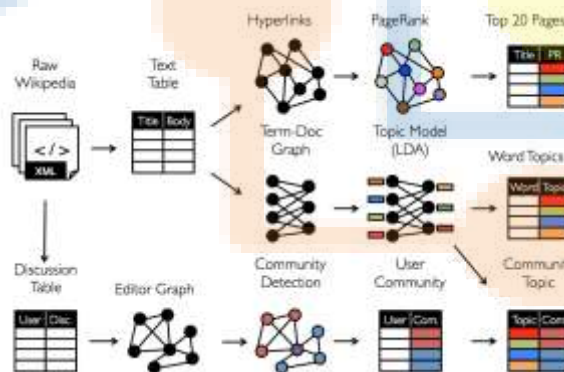 Hyperlinks
PageRank
Top 20 Pages
Raw
Wikipedia
Text
Table
Title Body
Title PR
</>
XML
Term-Doc
Graph
Topic Model
(LDA)
Word Topics
Word Topic
Discussion
Table
Editor Graph
Community
Detection
User
Community
Topic
User Disc.
User Com.
Topic Com